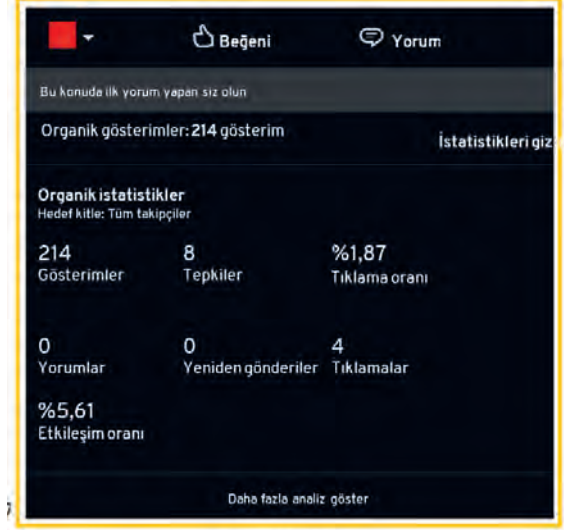 Beğeni Yorum
Bu konuda ilk yorum yapan siz olun
Organik gösterimler: 214 gösterim
İstatistikleri giz
Organik istatistikler
Hedef kitle: Tüm takipçiler
214 8 %1,87
Gösterimler Tepkiler Tıklama oranı
0 0 4
Yorumlar Yeniden gönderiler Tıklamalar
%5,61
Etkileşim oranı
Daha fazla analiz göster